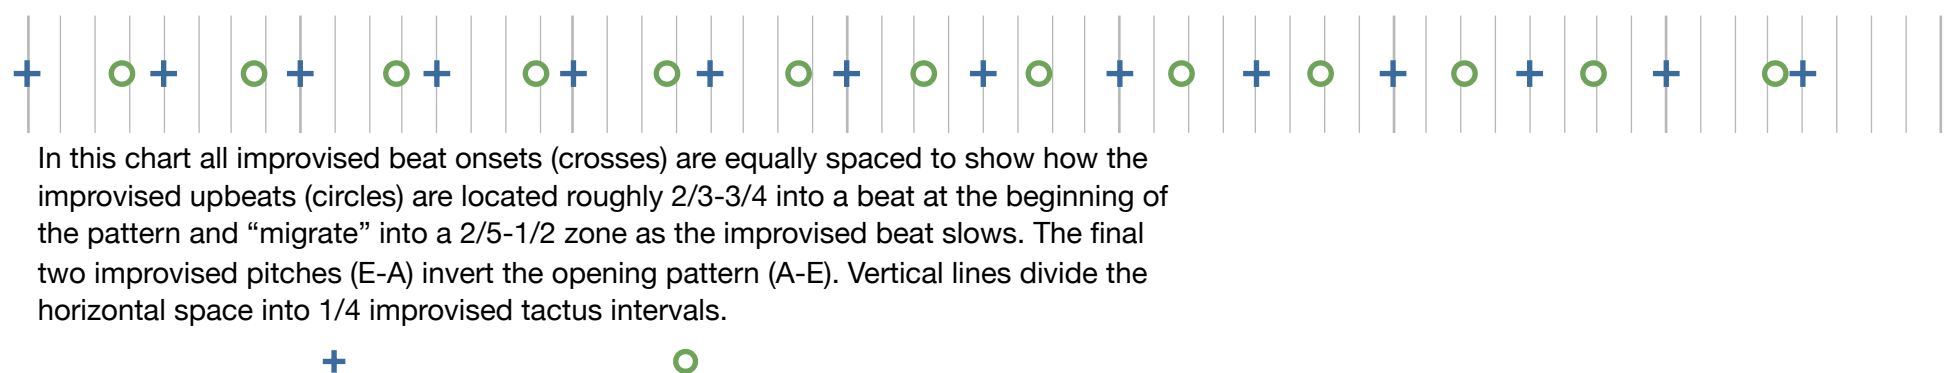 In this chart all improvised beat onsets (crosses) are equally spaced to show how the
improvised upbeats (circles) are located roughly 2/3-3/4 into a beat at the beginning of
the pattern and “migrate” into a 2/5-1/2 zone as the improvised beat slows. The final
two improvised pitches (E-A) invert the opening pattern (A-E). Vertical lines divide the
horizontal space into 1/4 improvised tactus intervals.